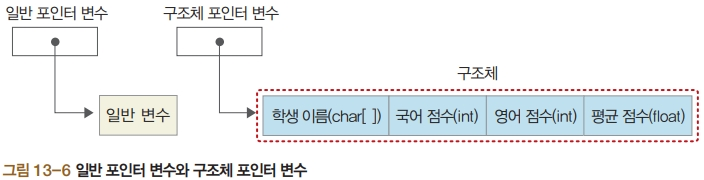 일반 포인터 변수 구조체 포인터 변수
구조체
일반 변수 학생 이름(char[ ]) 국어 점수(int) 영어 점수(int) 평균 점수(float)
그림 13-6 일반 포인터 변수와 구조체 포인터 변수